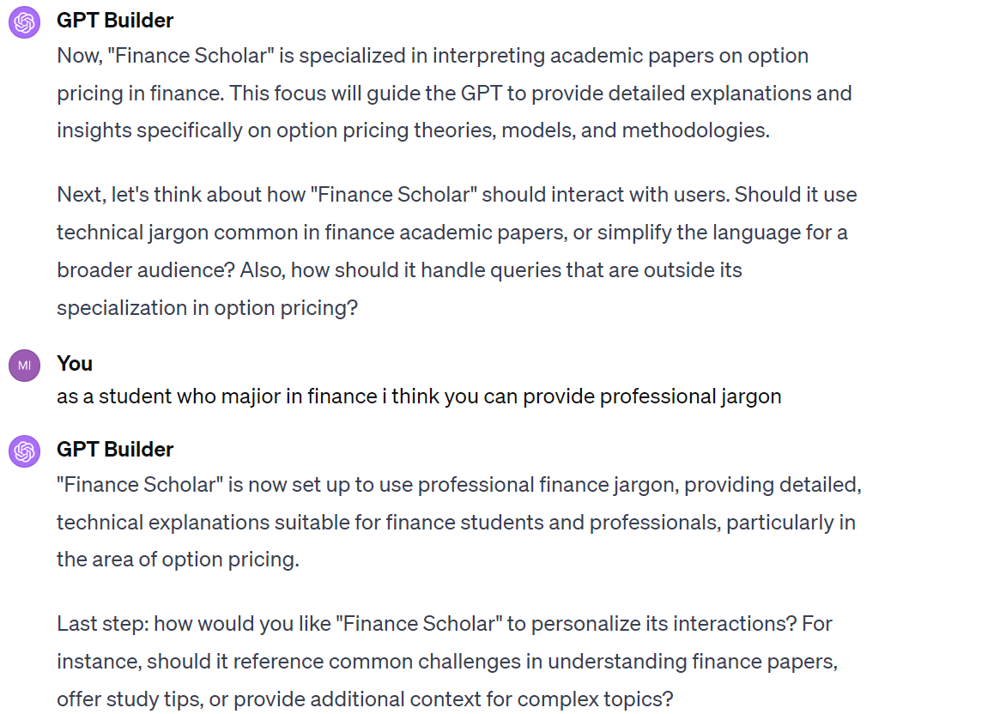 GPT Builder
Now, "Finance Scholar" is specialized in interpreting academic papers on option
pricing in finance. This focus will guide the GPT to provide detailed explanations and
insights specifically on option pricing theories, models, and methodologies.
Next, let's think about how "Finance Scholar" should interact with users. Should it use
technical jargon common in finance academic papers, or simplify the language for a
broader audience? Also, how should it handle queries that are outside its
specialization in option pricing?
MI
You
as a student who majior in finance i think you can provide professional jargon
GPT Builder
"Finance Scholar" is now set up to use professional finance jargon, providing detailed,
technical explanations suitable for finance students and professionals, particularly in
the area of option pricing.
Last step: how would you like "Finance Scholar" to personalize its interactions? For
instance, should it reference common challenges in understanding finance papers,
offer study tips, or provide additional context for complex topics?